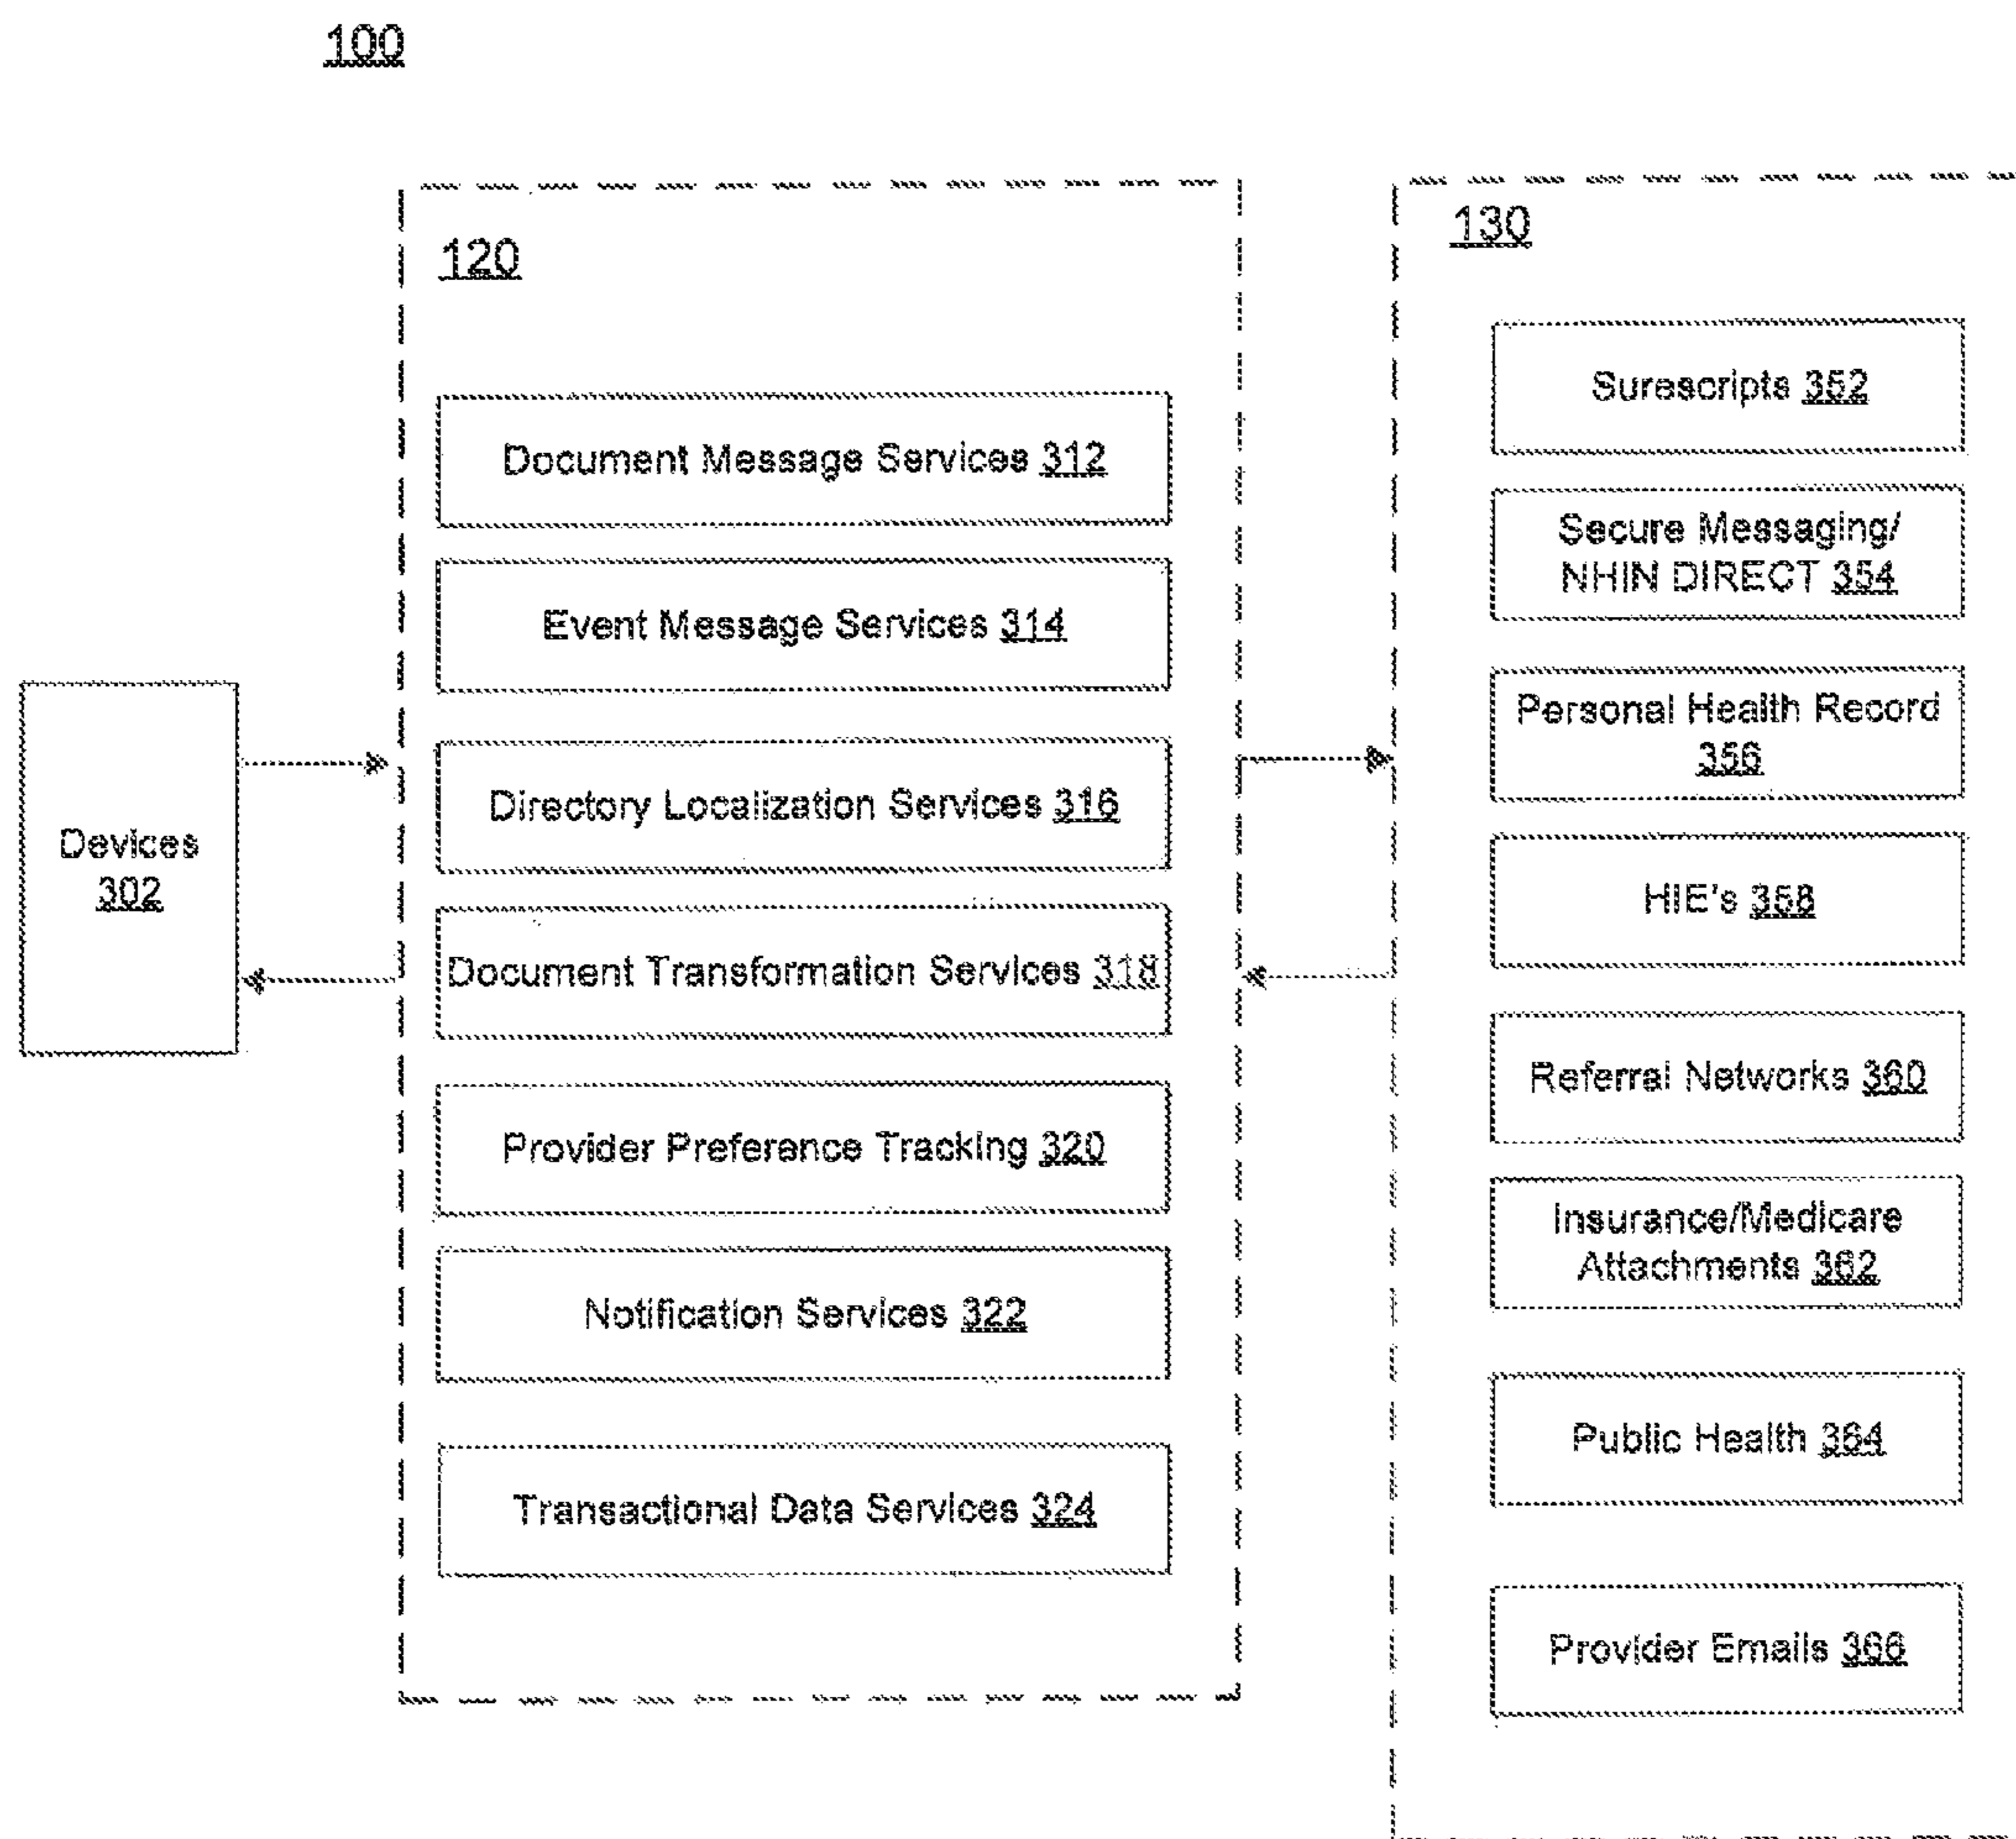 100
Devices
302
120
Document Message Services 312
Event Message Services 314
Directory Localization Services 316
Document Transformation Services 318
Provider Preference Tracking 320
Notification Services 322
Transactional Data Services 324
130
Surescripts 352
Secure Messaging/
NHIN DIRECT 354
Personal Health Record
356
HIE's 358
Referral Networks 360
Insurance/Medicare
Attachments 362
Public Health 364
Provider Emails 366